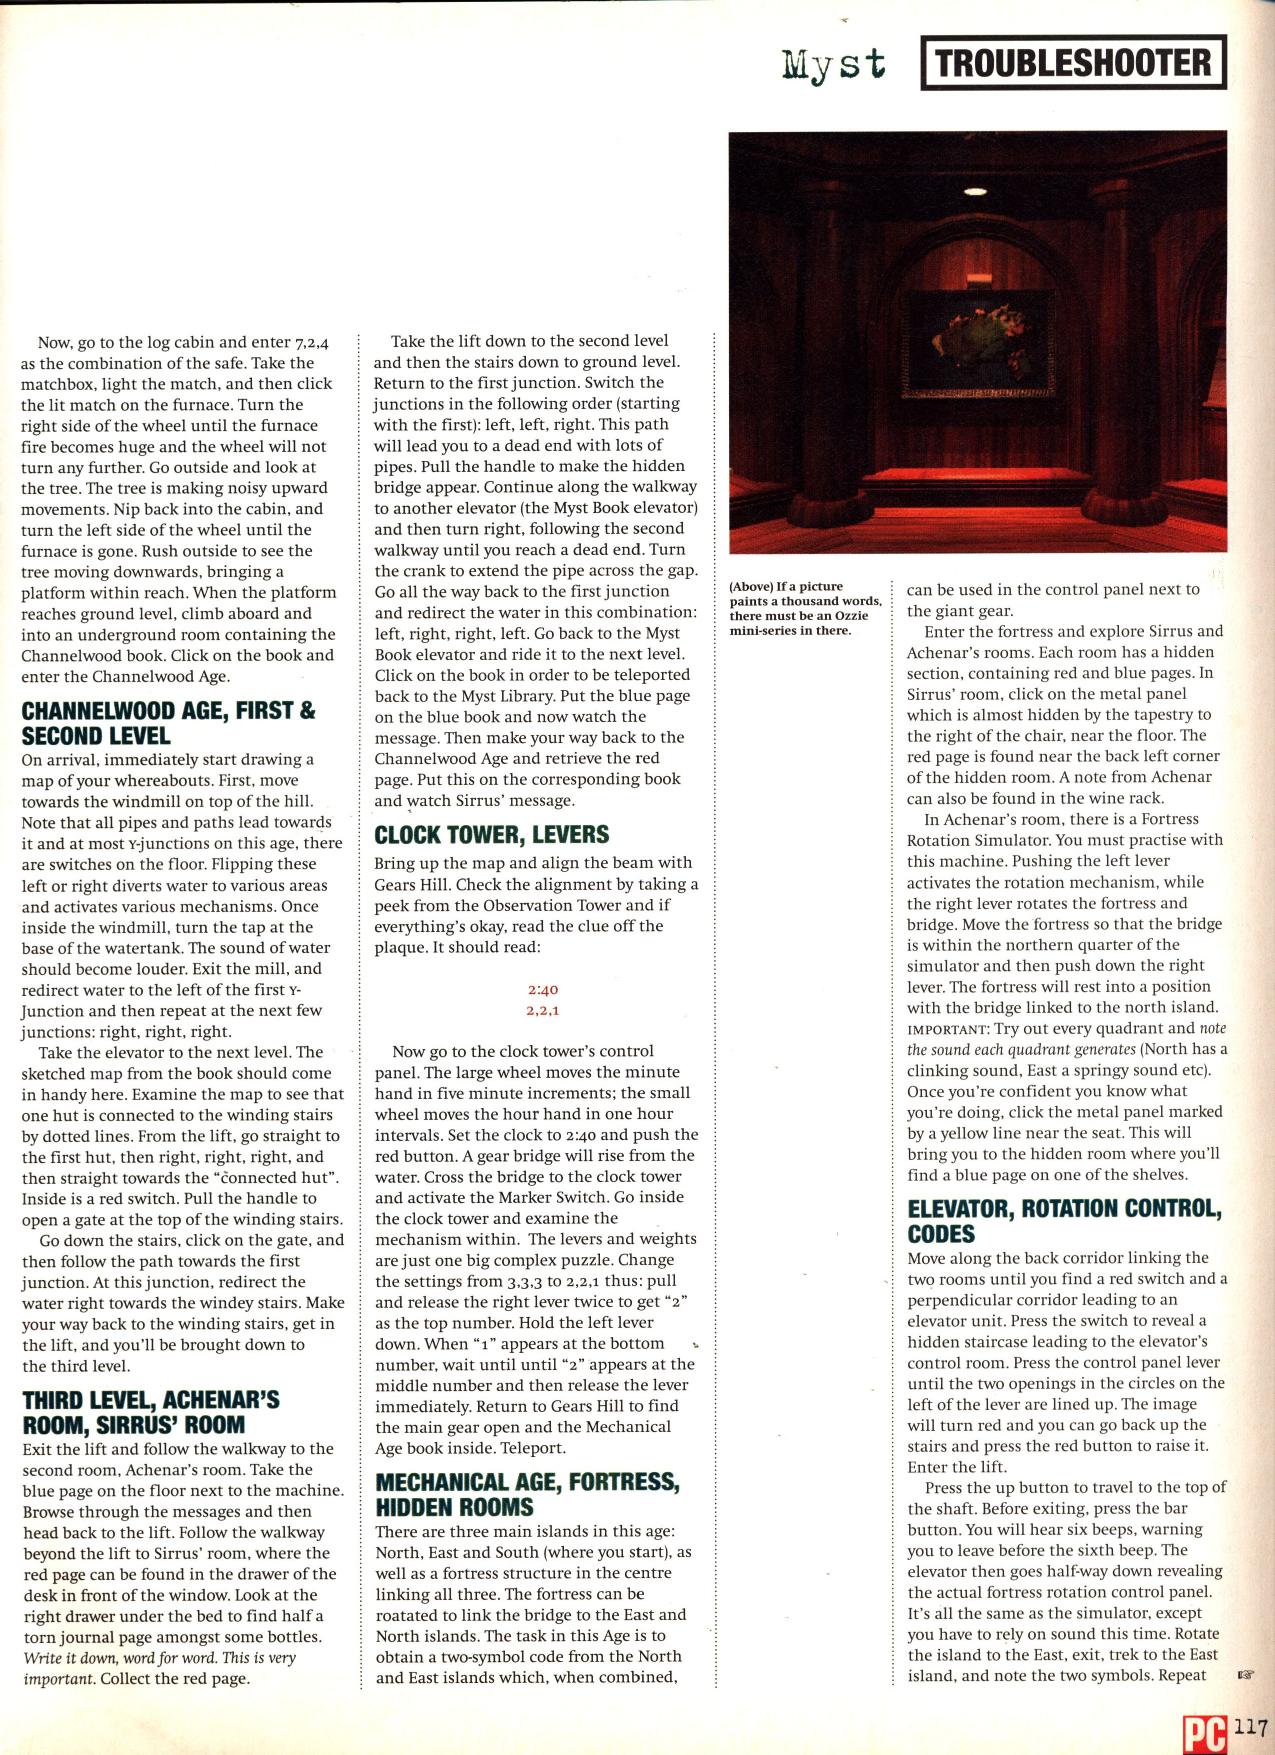 Myst TROUBLESHOOTER
Now, go to the log cabin and enter 7,2,4
as the combination of the safe. Take the
matchbox, light the match, and then click
the lit match on the furnace. Turn the
right side of the wheel until the furnace
fire becomes huge and the wheel will not
turn any further. Go outside and look at
the tree. The tree is making noisy upward
movements. Nip back into the cabin, and
turn the left side of the wheel until the
furnace is gone. Rush outside to see the
tree moving downwards, bringing a
platform within reach. When the platform
reaches ground level, climb aboard and
into an underground room containing the
Channelwood book. Click on the book and
enter the Channelwood Age.
CHANNELWOOD AGE, FIRST &
SECOND LEVEL
On arrival, immediately start drawing a
map of your whereabouts. First, move
towards the windmill on top of the hill.
Note that all pipes and paths lead towards
it and at most Y-junctions on this age, there
are switches on the floor. Flipping these
left or right diverts water to various areas
and activates various mechanisms. Once
inside the windmill, turn the tap at the
base of the watertank. The sound of water
should become louder. Exit the mill, and
redirect water to the left of the first Y-
Junction and then repeat at the next few
junctions: right, right, right.
Take the elevator to the next level. The
sketched map from the book should come
in handy here. Examine the map to see that
one hut is connected to the winding stairs
by dotted lines. From the lift, go straight to
the first hut, then right, right, right, and
then straight towards the "connected hut".
Inside is a red switch. Pull the handle to
open a gate at the top of the winding stairs.
Go down the stairs, click on the gate, and
then follow the path towards the first
junction. At this junction, redirect the
water right towards the windey stairs. Make
your way back to the winding stairs, get in
the lift, and you'll be brought down to
the third level.
THIRD LEVEL, ACHENAR'S
ROOM, SIRRUS' ROOM
Exit the lift and follow the walkway to the
second room, Achenar's room. Take the
blue page on the floor next to the machine.
Browse through the messages and then
head back to the lift. Follow the walkway
beyond the lift to Sirrus' room, where the
red page can be found in the drawer of the
desk in front of the window. Look at the
right drawer under the bed to find half a
torn journal page amongst some bottles.
Write it down, word for word. This is very
important. Collect the red page.
Take the lift down to the second level
and then the stairs down to ground level.
Return to the first junction. Switch the
junctions in the following order (starting
with the first): left, left, right. This path
will lead you to a dead end with lots of
pipes. Pull the handle to make the hidden
bridge appear. Continue along the walkway
to another elevator (the Myst Book elevator)
and then turn right, following the second
walkway until you reach a dead end. Turn
the crank to extend the pipe across the gap.
Go all the way back to the first junction
and redirect the water in this combination:
left, right, right, left. Go back to the Myst
Book elevator and ride it to the next level.
Click on the book in order to be teleported
back to the Myst Library. Put the blue page
on the blue book and now watch the
message. Then make your way back to the
Channelwood Age and retrieve the red
page. Put this on the corresponding book
and watch Sirrus' message.
CLOCK TOWER, LEVERS
Bring up the map and align the beam with
Gears Hill. Check the alignment by taking a
peek from the Observation Tower and if
everything's okay, read the clue off the
plaque. It should read:
2:40
2,2,1
Now go to the clock tower's control
panel. The large wheel moves the minute
hand in five minute increments; the small
wheel moves the hour hand in one hour
intervals. Set the clock to 2:40 and push the
red button. A gear bridge will rise from the
water. Cross the bridge to the clock tower
and activate the Marker Switch. Go inside
the clock tower and examine the
mechanism within. The levers and weights
are just one big complex puzzle. Change
the settings from 3,3,3 to 2,2,1 thus: pull
and release the right lever twice to get "2"
as the top number. Hold the left lever
down. When "1" appears at the bottom
number, wait until until "2" appears at the
middle number and then release the lever
immediately. Return to Gears Hill to find
the main gear open and the Mechanical
Age book inside. Teleport.
MECHANICAL AGE, FORTRESS,
HIDDEN ROOMS
There are three main islands in this age:
North, East and South (where you start), as
well as a fortress structure in the centre
linking all three. The fortress can be
roatated to link the bridge to the East and
North islands. The task in this Age is to
obtain a two-symbol code from the North
and East islands which, when combined,
(Above) If a picture
paints a thousand words,
there must be an Ozzie
mini-series in there.
can be used in the control panel next to
the giant gear.
Enter the fortress and explore Sirrus and
Achenar's rooms. Each room has a hidden
section, containing red and blue pages. In
Sirrus' room, click on the metal panel
which is almost hidden by the tapestry to
the right of the chair, near the floor. The
red page is found near the back left corner
of the hidden room. A note from Achenar
can also be found in the wine rack.
In Achenar's room, there is a Fortress
Rotation Simulator. You must practise with
this machine. Pushing the left lever
activates the rotation mechanism, while
the right lever rotates the fortress and
bridge. Move the fortress so that the bridge
is within the northern quarter of the
simulator and then push down the right
lever. The fortress will rest into a position
with the bridge linked to the north island.
IMPORTANT: Try out every quadrant and note
the sound each quadrant generates (North has a
clinking sound, East a springy sound etc).
Once you're confident you know what
you're doing, click the metal panel marked
by a yellow line near the seat. This will
bring you to the hidden room where you'll
find a blue page on one of the shelves.
ELEVATOR, ROTATION CONTROL,
CODES
Move along the back corridor linking the
two rooms until you find a red switch and a
perpendicular corridor leading to an
elevator unit. Press the switch to reveal a
hidden staircase leading to the elevator's
control room. Press the control panel lever
until the two openings in the circles on the
left of the lever are lined up. The image
will turn red and you can go back up the
stairs and press the red button to raise it.
Enter the lift.
Press the up button to travel to the top of
the shaft. Before exiting, press the bar
button. You will hear six beeps, warning
you to leave before the sixth beep. The
elevator then goes half-way down revealing
the actual fortress rotation control panel.
It's all the same as the simulator, except
you have to rely on sound this time. Rotate
the island to the East, exit, trek to the East
island, and note the two symbols. Repeat
PC 117